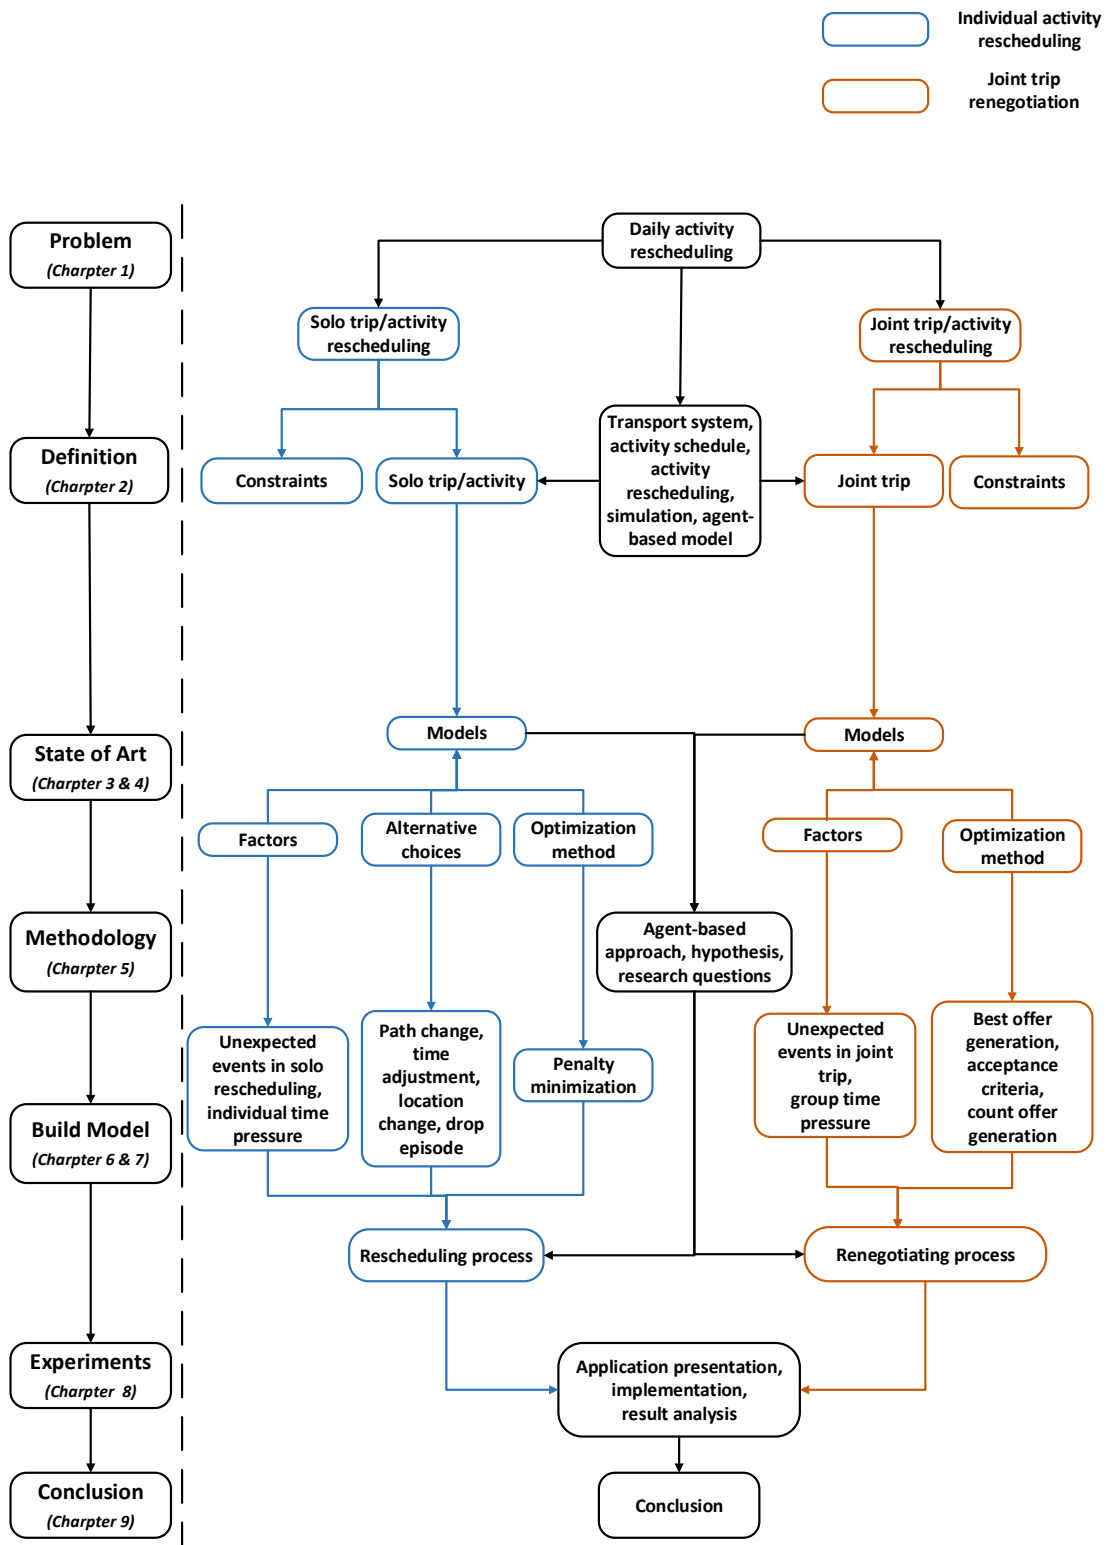 Individual activity
rescheduling
Joint trip
renegotiation
Problem
(Charpter 1)
Daily activity
rescheduling
Solo trip/activity
rescheduling
Joint trip/activity
rescheduling
Definition
(Charpter 2)
Constraints
Solo trip/activity
Transport system,
activity schedule,
activity
rescheduling,
simulation, agent-
based model
Joint trip
Constraints
State of Art
(Charpter 3 & 4)
Models
Models
Factors
Alternative
choices
Optimization
method
Factors
Optimization
method
Methodology
(Charpter 5)
Agent-based
approach, hypothesis,
research questions
Build Model
(Charpter 6 & 7)
Unexpected
events in solo
rescheduling,
individual time
pressure
Path change,
time
adjustment,
location
change, drop
episode
Penalty
minimization
Unexpected
events in joint
trip,
group time
pressure
Best offer
generation,
acceptance
criteria,
count offer
generation
Rescheduling process
Renegotiating process
Experiments
(Charpter  8)
Application presentation,
implementation,
result analysis
Conclusion
(Charpter 9)
Conclusion